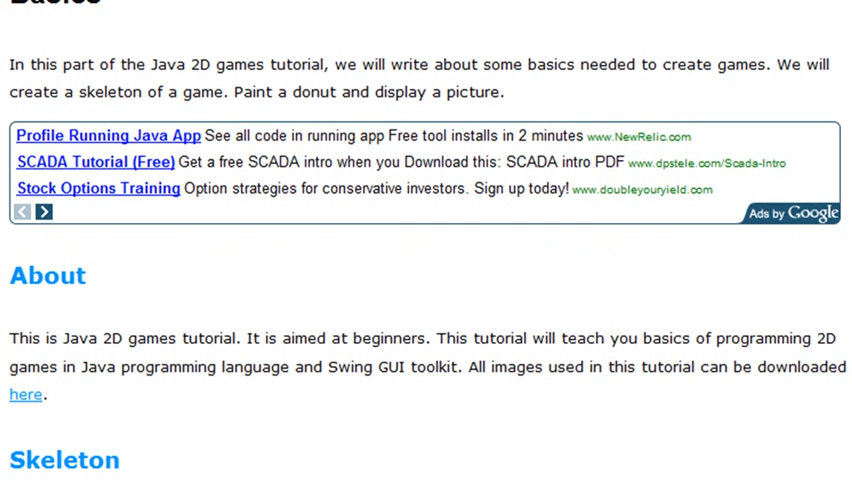 Basics
In this part of the Java 2D games tutorial, we will write about some basics needed to create games. We will
create a skeleton of a game. Paint a donut and display a picture.
Profile Running Java App See all code in running app Free tool installs in 2 minutes www.NewRelic.com
SCADA Tutorial (Free) Get a free SCADA intro when you Download this: SCADA intro PDF www.dpstele.com/Scada-Intro
Stock Options Training Option strategies for conservative investors. Sign up today! www.doubleyouryield.com
Ads by Google
About
This is Java 2D games tutorial. It is aimed at beginners. This tutorial will teach you basics of programming 2D
games in Java programming language and Swing GUI toolkit. All images used in this tutorial can be downloaded
here.
Skeleton